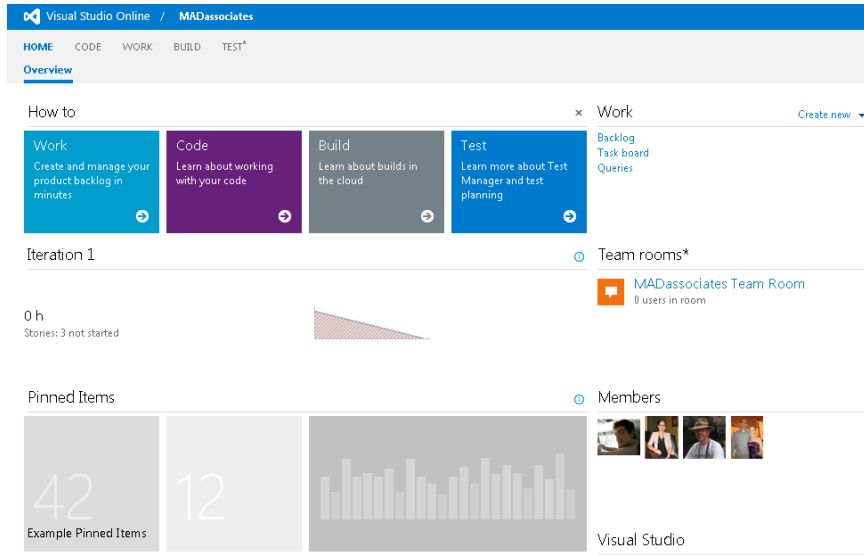 Visual Studio Online / MADassociates
HOME CODE WORK BUILD TEST*
Overview
How to
Work
Create and manage your
product backlog in
minutes
Code
Learn about working
with your code
Build
Learn about builds in
the cloud
Test
Learn more about Test
Manager and test
planning
Work
Create new
Backlog
Task board
Queries
Iteration 1
0 h
Stories: 3 not started
Team rooms*
MADassociates Team Room
0 users in room
Pinned Items
42
Example Pinned Items
12
Members
Visual Studio